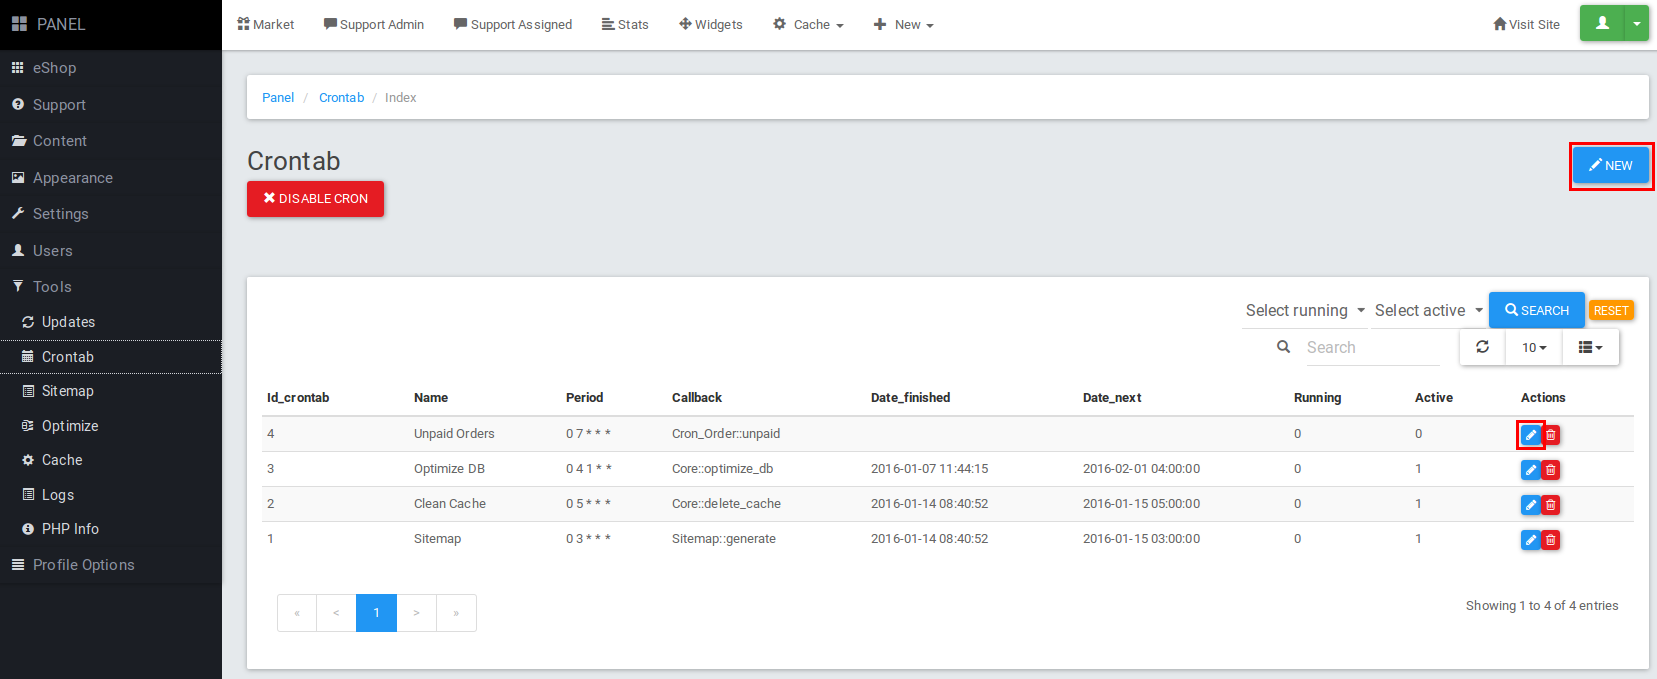 PANEL
Market Support Admin Support Assigned Stats Widgets Cache New Visit Site
eShop
Support
Content
Appearance
Settings
Users
Tools
Updates
Crontab
Sitemap
Optimize
Cache
Logs
PHP Info
Profile Options
Panel / Crontab / Index
Crontab
NEW
DISABLE CRON
Select running Select active SEARCH RESET
Search 10
Id_crontab Name Period Callback Date_finished Date_next Running Active Actions
4 Unpaid Orders 0 7 * * * Cron_Order::unpaid 0 0
3 Optimize DB 0 4 1 * * Core::optimize_db 2016-01-07 11:44:15 2016-02-01 04:00:00 0 1
2 Clean Cache 0 5 * * * Core::delete_cache 2016-01-14 08:40:52 2016-01-15 05:00:00 0 1
1 Sitemap 0 3 * * * Sitemap::generate 2016-01-14 08:40:52 2016-01-15 03:00:00 0 1
« < 1 > »
Showing 1 to 4 of 4 entries